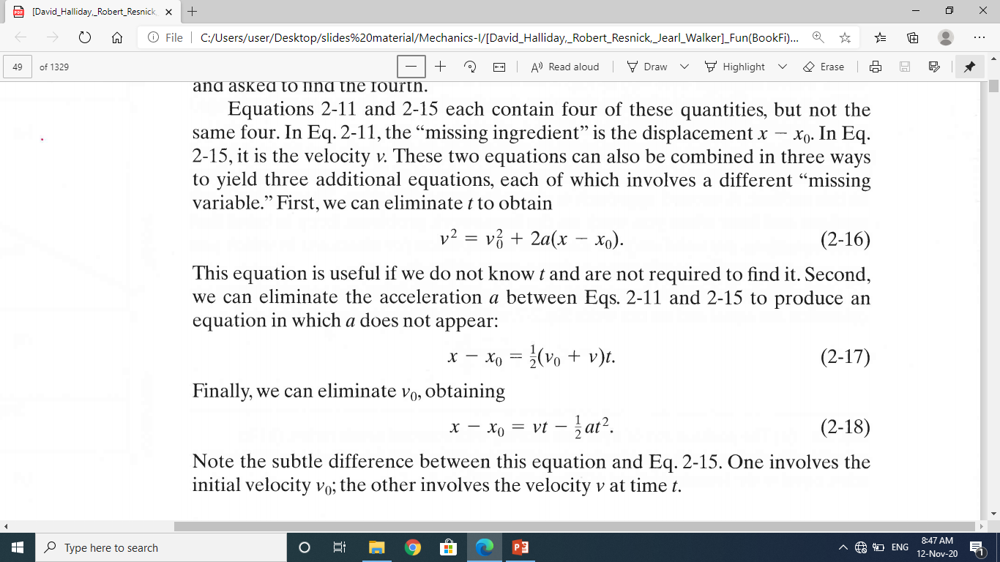 [David_Halliday,_Robert_Resnick,
File C:/Users/user/Desktop/slides%20material/Mechanics-I/[David_Halliday,_Robert_Resnick,_Jearl_Walker]_Fun(BookFi)...
49 of 1329 Read aloud Draw Highlight Erase
and asked to find the fourth.
Equations 2-11 and 2-15 each contain four of these quantities, but not the
same four. In Eq. 2-11, the “missing ingredient” is the displacement x − x₀. In Eq.
2-15, it is the velocity v. These two equations can also be combined in three ways
to yield three additional equations, each of which involves a different “missing
variable.” First, we can eliminate t to obtain
v² = v₀² + 2a(x − x₀). (2-16)
This equation is useful if we do not know t and are not required to find it. Second,
we can eliminate the acceleration a between Eqs. 2-11 and 2-15 to produce an
equation in which a does not appear:
x − x₀ = ½(v₀ + v)t. (2-17)
Finally, we can eliminate v₀, obtaining
x − x₀ = vt − ½at². (2-18)
Note the subtle difference between this equation and Eq. 2-15. One involves the
initial velocity v₀; the other involves the velocity v at time t.
Type here to search
ENG
8:47 AM
12-Nov-20
1